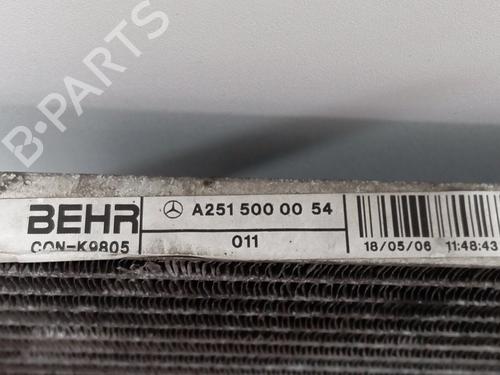 B-PARTS
BEHR
A251 500 00 54
CON-K9805
011
18/05/06 11:48:43